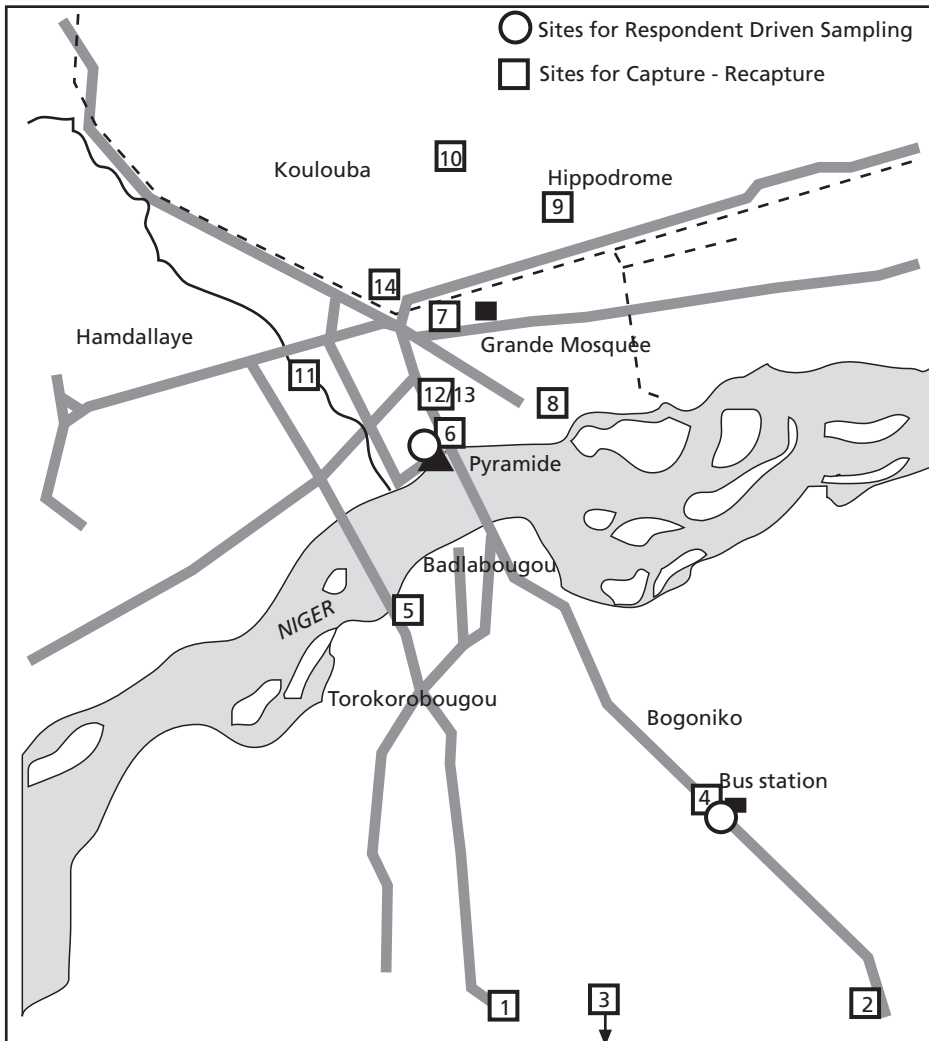 Sites for Respondent Driven Sampling
Sites for Capture - Recapture
10
Koulouba
Hippodrome
9
14
7
Hamdallaye
Grande Mosquée
11
12/13
8
6
Pyramide
Badlabougou
5
NIGER
Torokorobougou
Bogoniko
Bus station
4
1
3
2